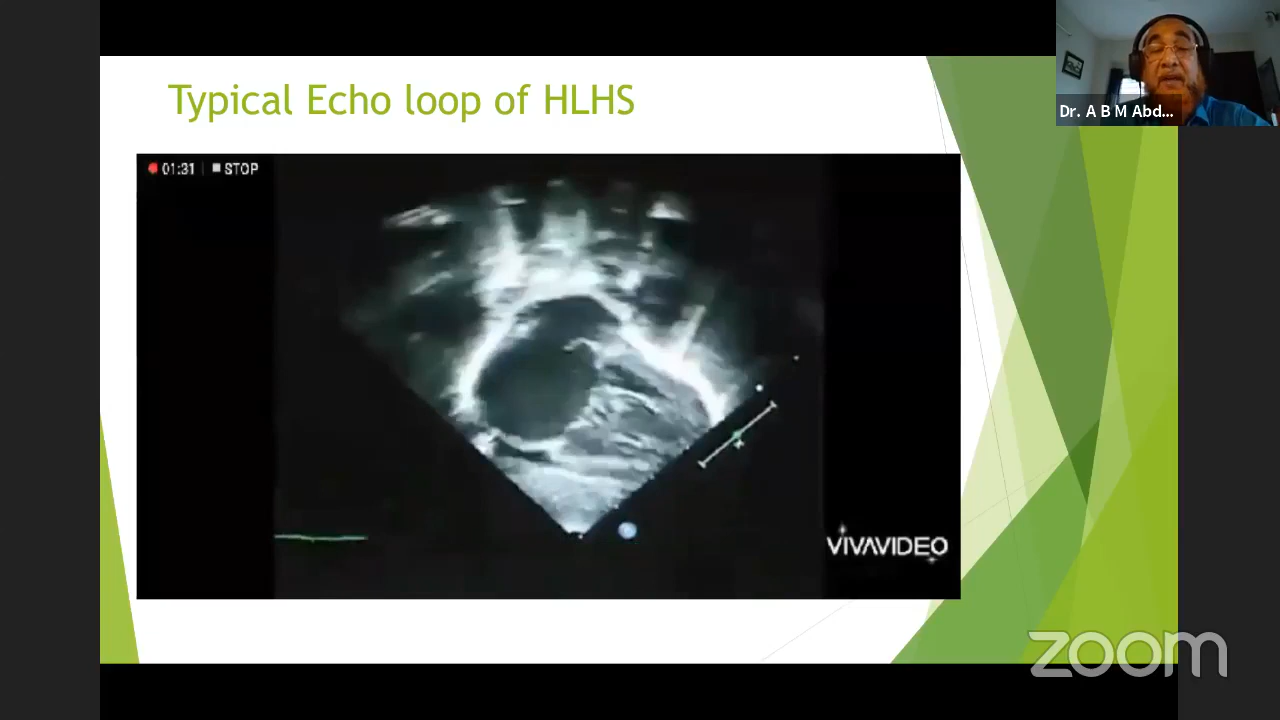 Typical Echo loop of HLHS
01:31 STOP
Dr. A B M Abd...
VIVAVIDEO
zoom